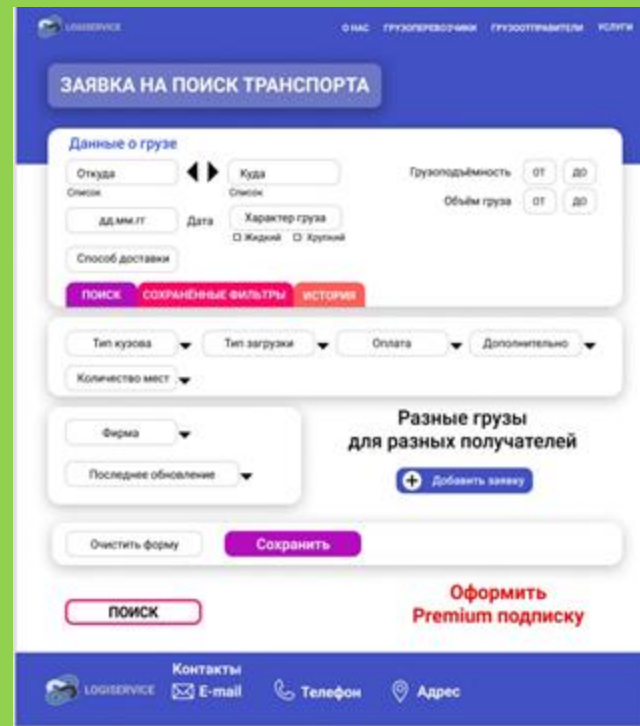 LOGISERVICE О НАС ГРУЗОПЕРЕВОЗЧИКИ ГРУЗООТПРАВИТЕЛИ УСЛУГИ
ЗАЯВКА НА ПОИСК ТРАНСПОРТА
Данные о грузе
Откуда Куда Грузоподъёмность от до
Список Список
Объём груза от до
дд.мм.гг Дата Характер груза
Жидкий Хрупкий
Способ доставки
ПОИСК СОХРАНЁННЫЕ ФИЛЬТРЫ ИСТОРИЯ
Тип кузова Тип загрузки Оплата Дополнительно
Количество мест
Фирма
Последнее обновление
Разные грузы
для разных получателей
Добавить заявку
Очистить форму Сохранить
ПОИСК
Оформить
Premium подписку
Контакты
LOGISERVICE E-mail Телефон Адрес